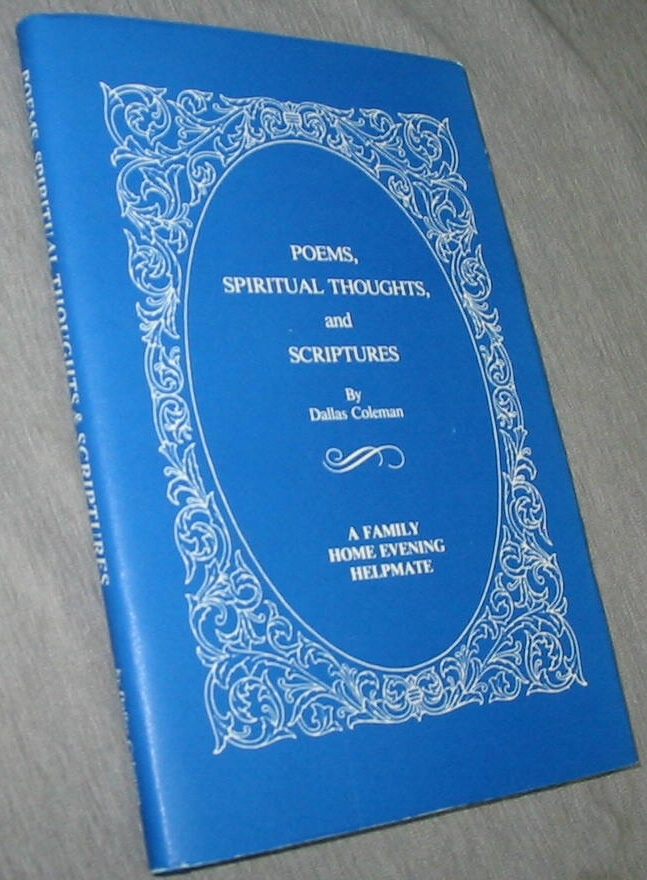 POEMS,
SPIRITUAL THOUGHTS,
and
SCRIPTURES
By
Dallas Coleman
A FAMILY
HOME EVENING
HELPMATE
POEMS, SPIRITUAL THOUGHTS & SCRIPTURES